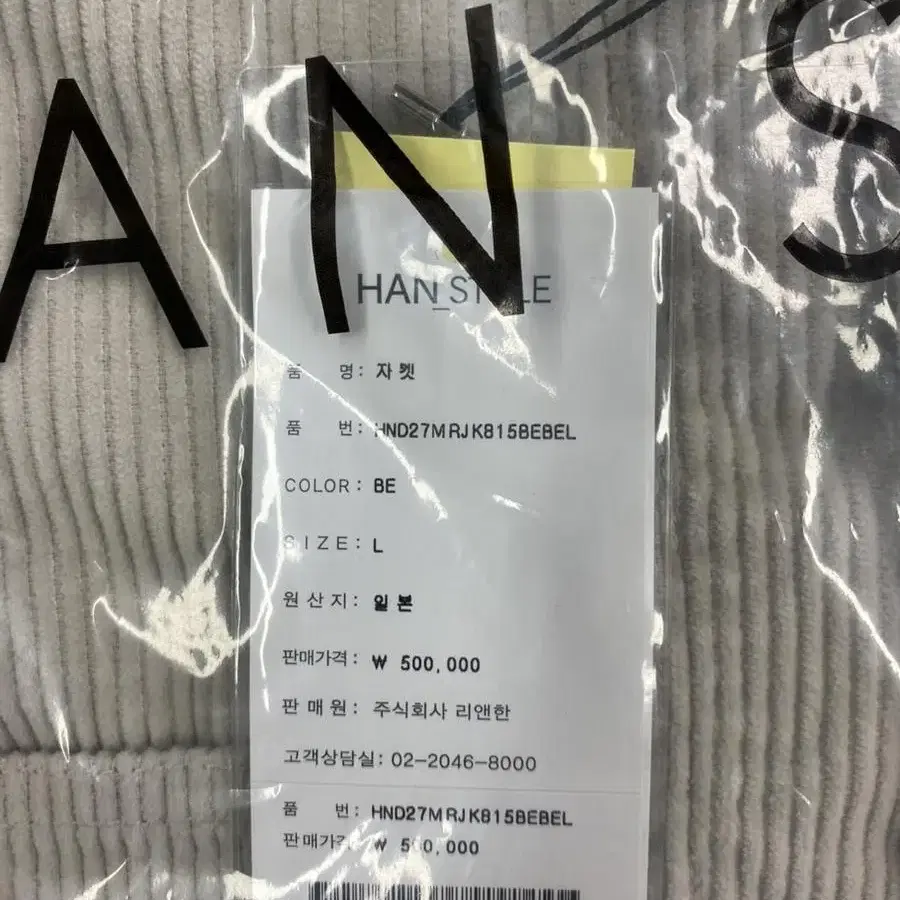 ANS
HAN_STYLE
품 명: 자켓
품 번: HND27MRJK815BEBEL
COLOR: BE
SIZE: L
원산지: 일본
판매가격: ₩ 500,000
판매원: 주식회사 리앤한
고객상담실: 02-2046-8000
품 번: HND27MRJK815BEBEL
판매가격: ₩ 500,000